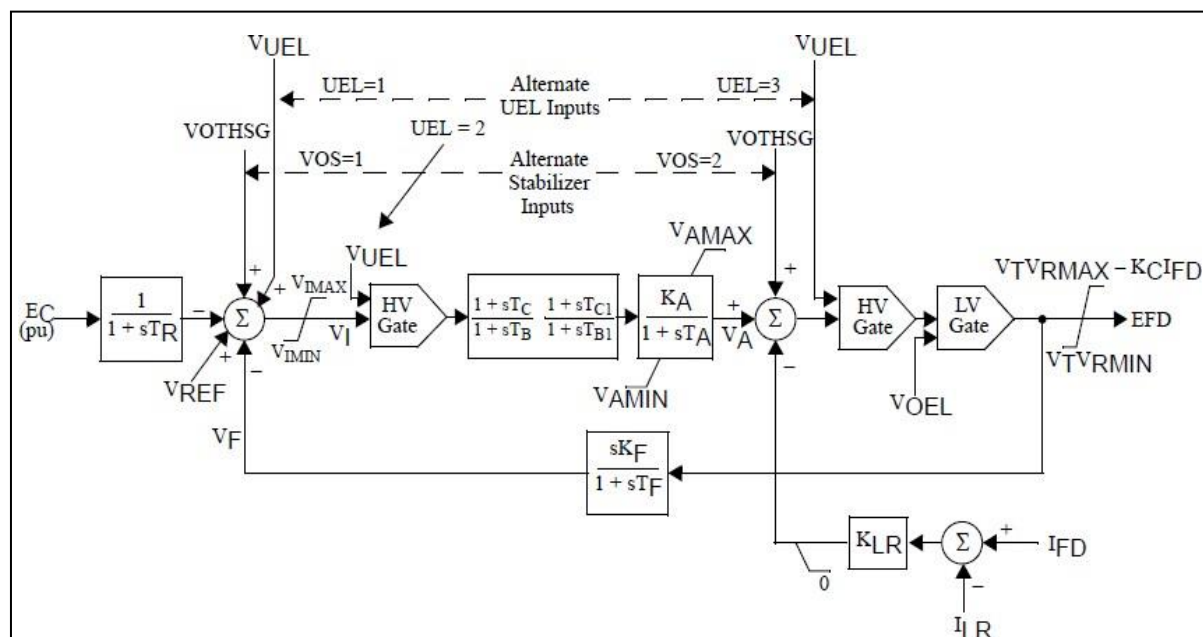 VUEL
VUEL
UEL=1
Alternate
UEL Inputs
UEL=3
VOTHSG
UEL = 2
VOTHSG
VOS=1
Alternate
Stabilizer
Inputs
VOS=2
VUEL
VAMAX
VTVRMAX – KCIFD
EC
(pu)
1
1 + sTR
–
+
+
Σ
+
–
VREF
VIMAX
VIMIN
VI
HV
Gate
1 + sTC
1 + sTB
1 + sTC1
1 + sTB1
KA
1 + sTA
VAMIN
+
VA
+
Σ
–
HV
Gate
LV
Gate
VOEL
EFD
VTVRMIN
VF
sKF
1 + sTF
0
KLR
Σ
+
–
IFD
ILR